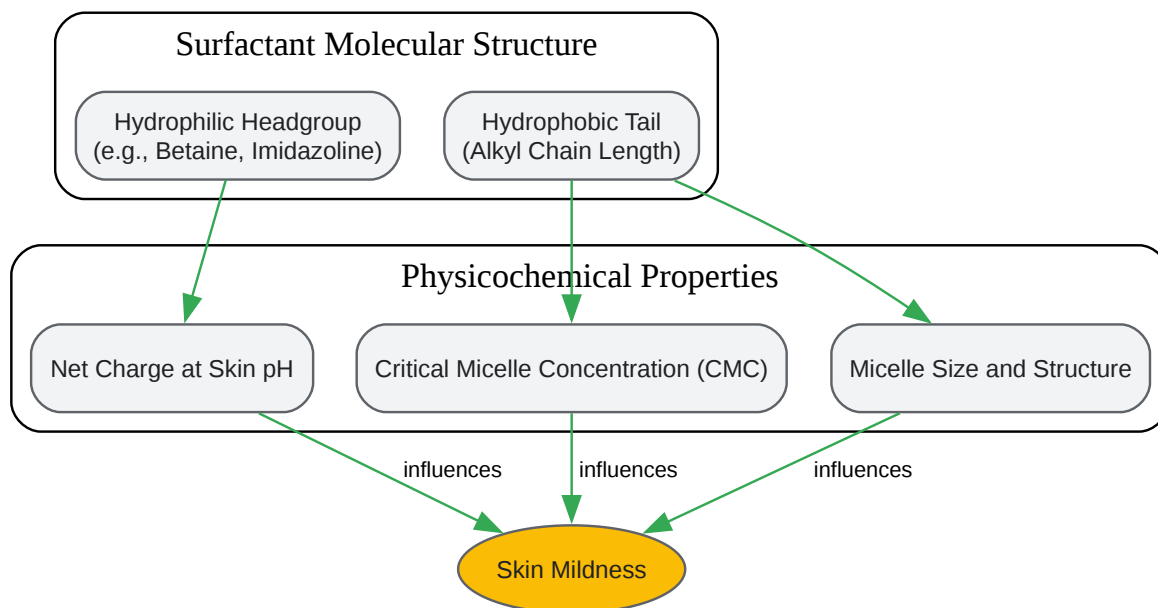 Surfactant Molecular Structure
Hydrophilic Headgroup
(e.g., Betaine, Imidazoline)
Hydrophobic Tail
(Alkyl Chain Length)
Physicochemical Properties
Net Charge at Skin pH
Critical Micelle Concentration (CMC)
Micelle Size and Structure
influences
influences
influences
Skin Mildness